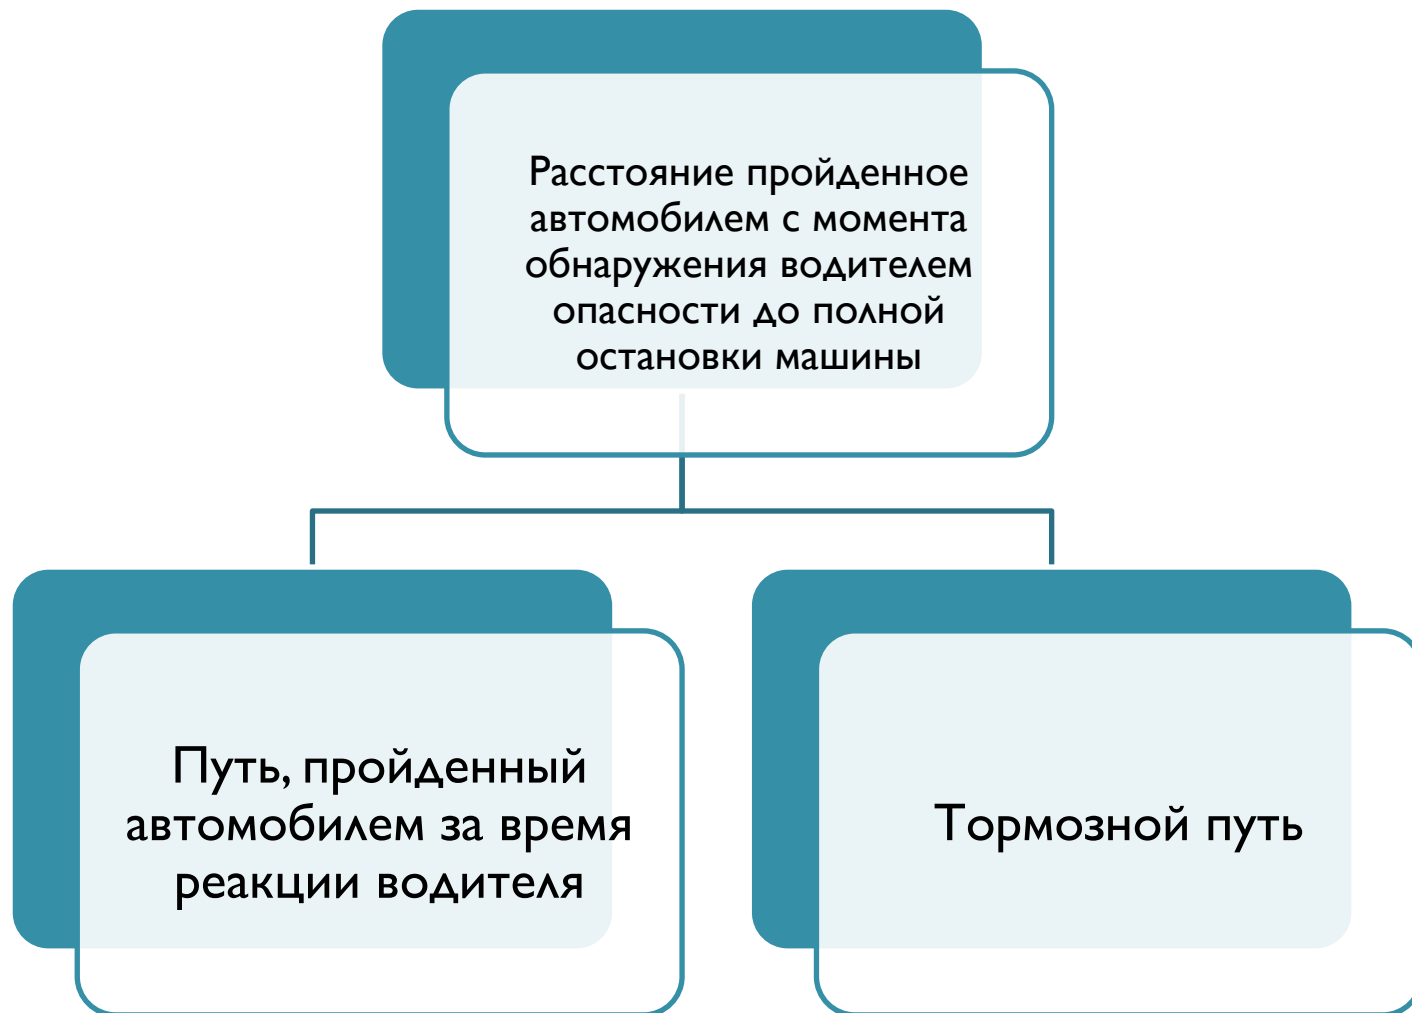 Расстояние пройденное
автомобилем с момента
обнаружения водителем
опасности до полной
остановки машины
Путь, пройденный
автомобилем за время
реакции водителя
Тормозной путь